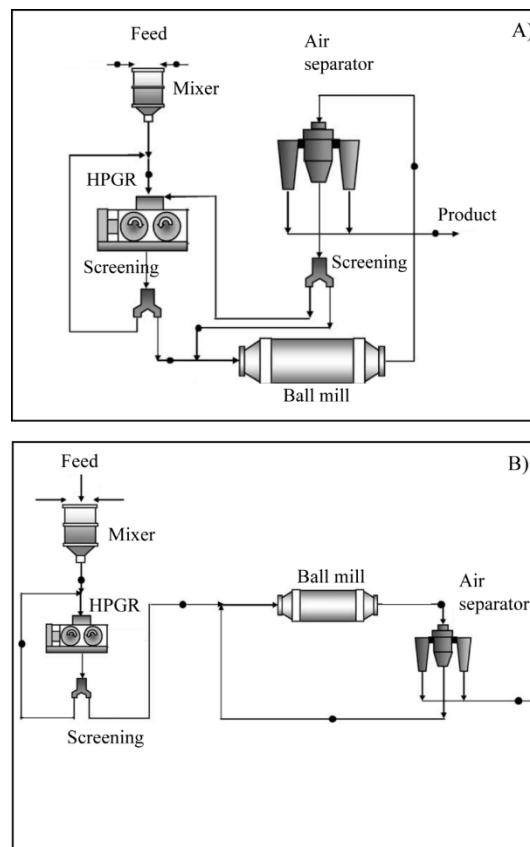 A)
Feed
Mixer
Air
separator
HPGR
Product
Screening
Screening
Ball mill
B)
Feed
Mixer
Ball mill
HPGR
Air
separator
Screening